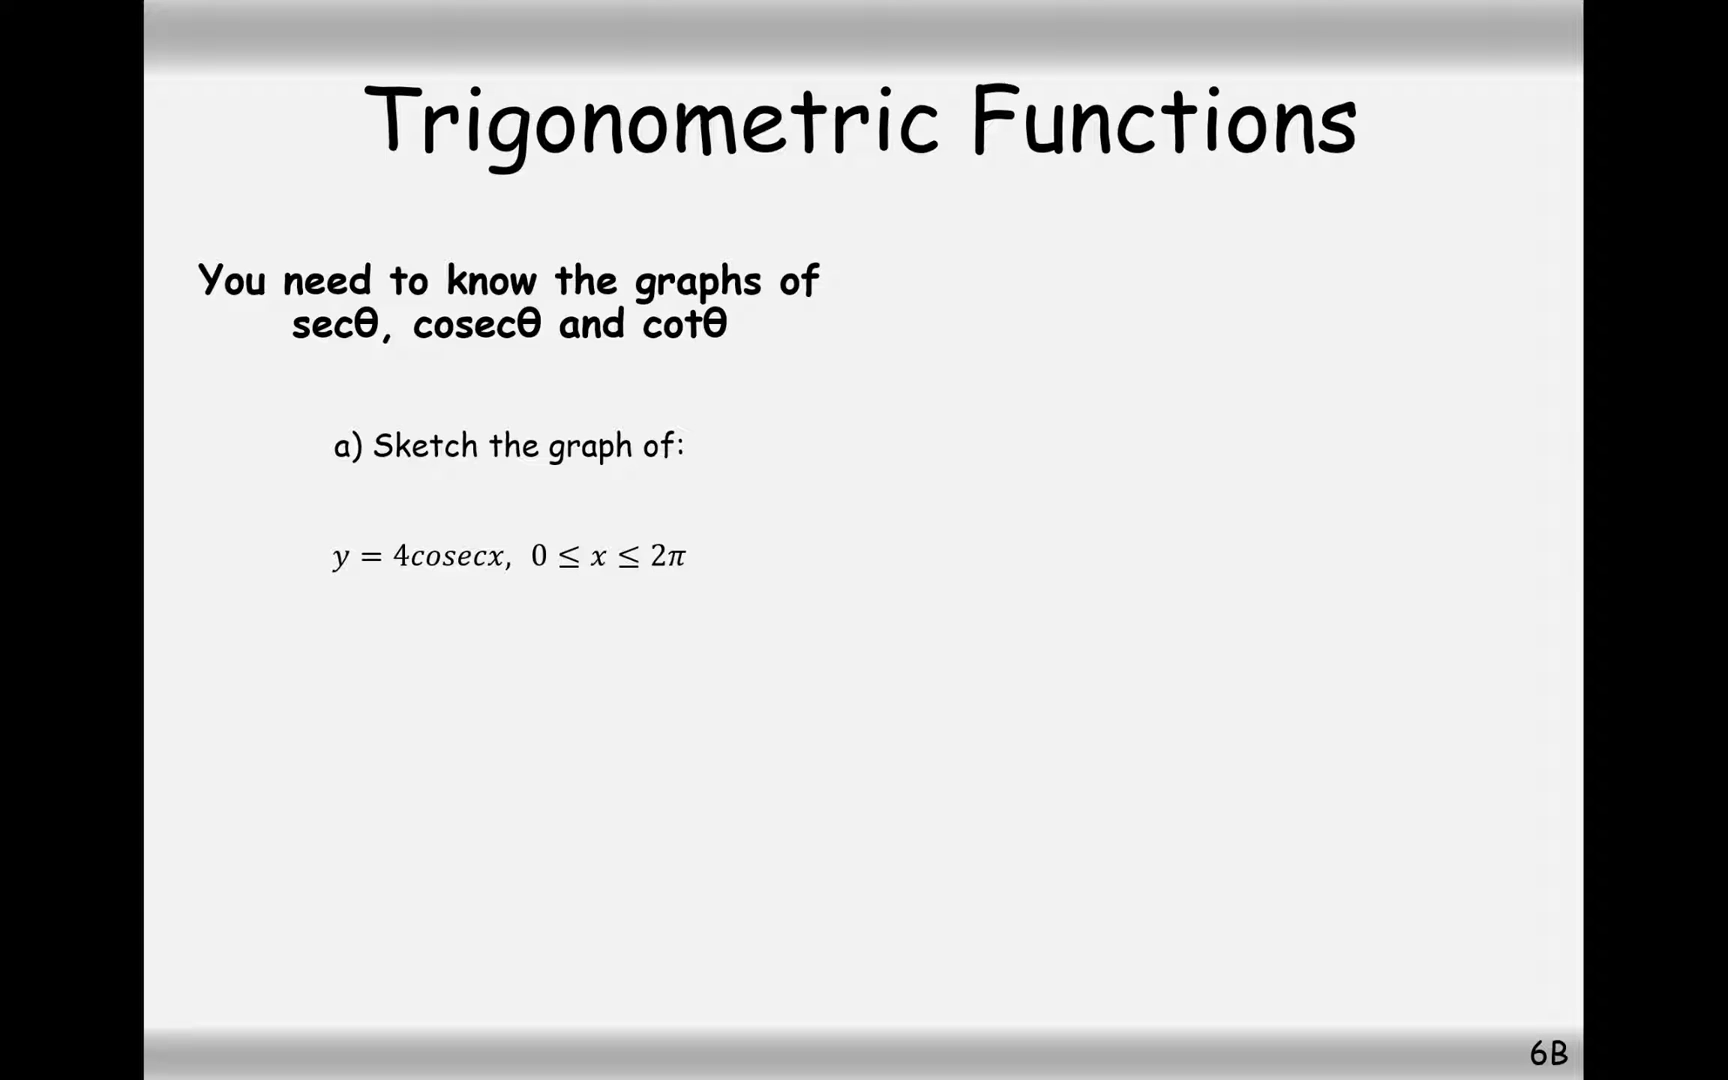 Trigonometric Functions
You need to know the graphs of
secθ, cosecθ and cotθ
a) Sketch the graph of:
y = 4cosecx, 0 ≤ x ≤ 2π
6B